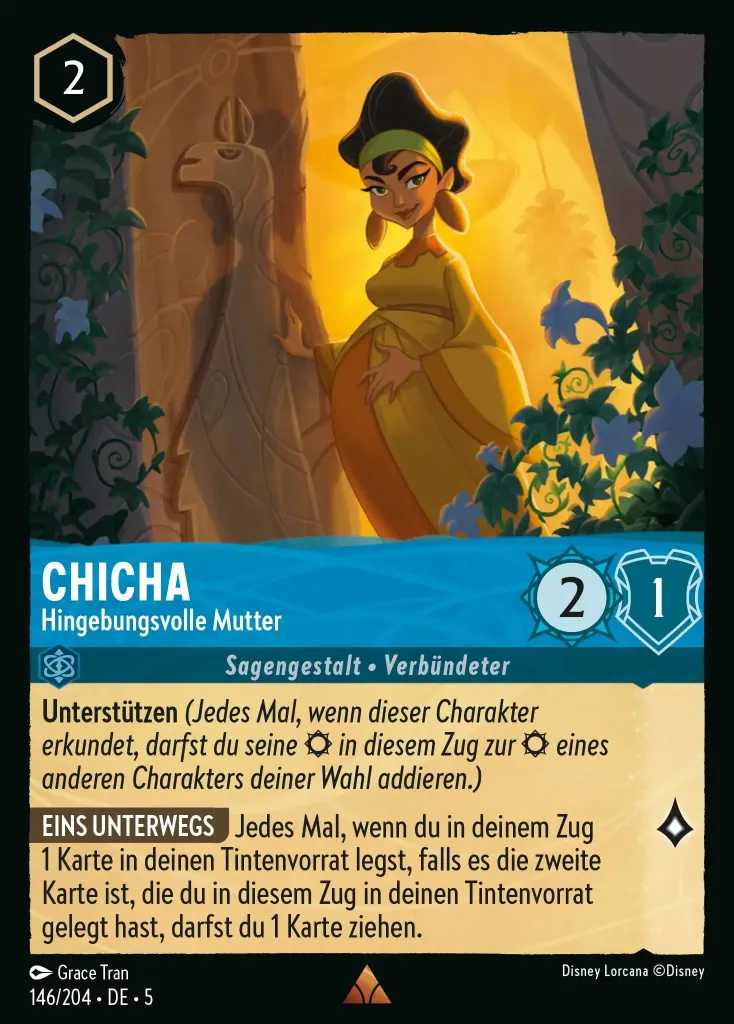 2
CHICHA
Hingebungsvolle Mutter
2
1
Sagengestalt • Verbündeter
Unterstützen (Jedes Mal, wenn dieser Charakter
erkundet, darfst du seine in diesem Zug zur eines
anderen Charakters deiner Wahl addieren.)
EINS UNTERWEGS Jedes Mal, wenn du in deinem Zug
1 Karte in deinen Tintenvorrat legst, falls es die zweite
Karte ist, die du in diesem Zug in deinen Tintenvorrat
gelegt hast, darfst du 1 Karte ziehen.
Grace Tran
146/204 • DE • 5
Disney Lorcana ©Disney